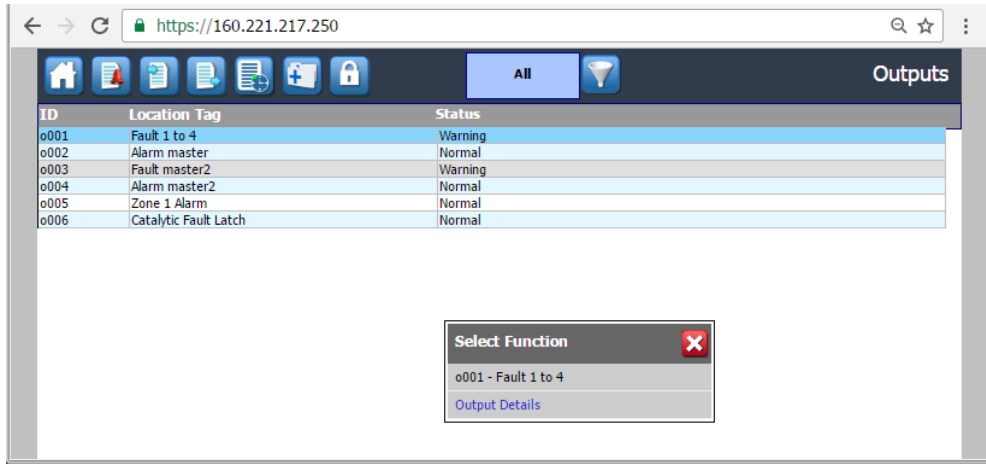 https://160.221.217.250
All
Outputs
ID Location Tag Status
o001 Fault 1 to 4 Warning
o002 Alarm master Normal
o003 Fault master2 Warning
o004 Alarm master2 Normal
o005 Zone 1 Alarm Normal
o006 Catalytic Fault Latch Normal
Select Function
o001 - Fault 1 to 4
Output Details